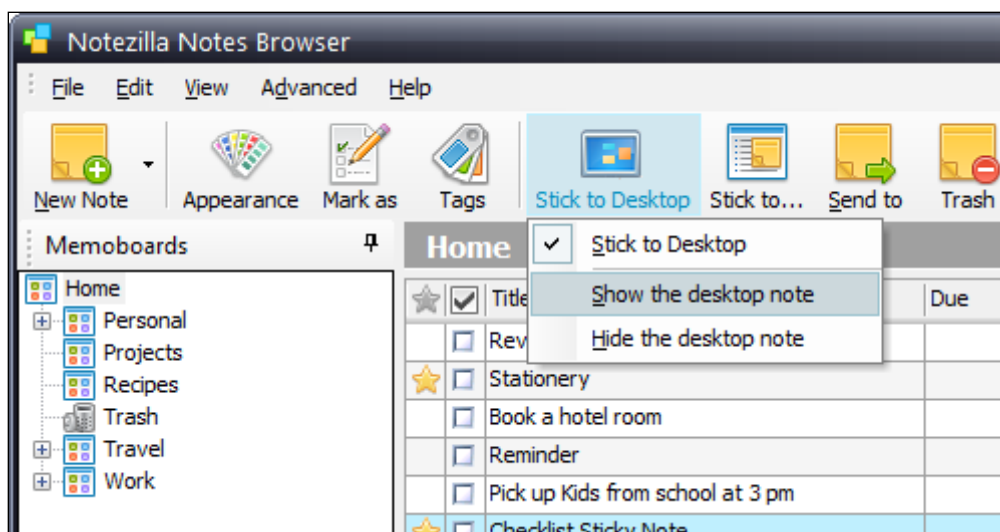 Notezilla Notes Browser
File Edit View Advanced Help
New Note Appearance Mark as Tags Stick to Desktop Stick to... Send to Trash
Memoboards
Home
Personal
Projects
Recipes
Trash
Travel
Work
Home
Stick to Desktop
Show the desktop note
Hide the desktop note
Due
Stationery
Book a hotel room
Reminder
Pick up Kids from school at 3 pm
Checklist Sticky Note